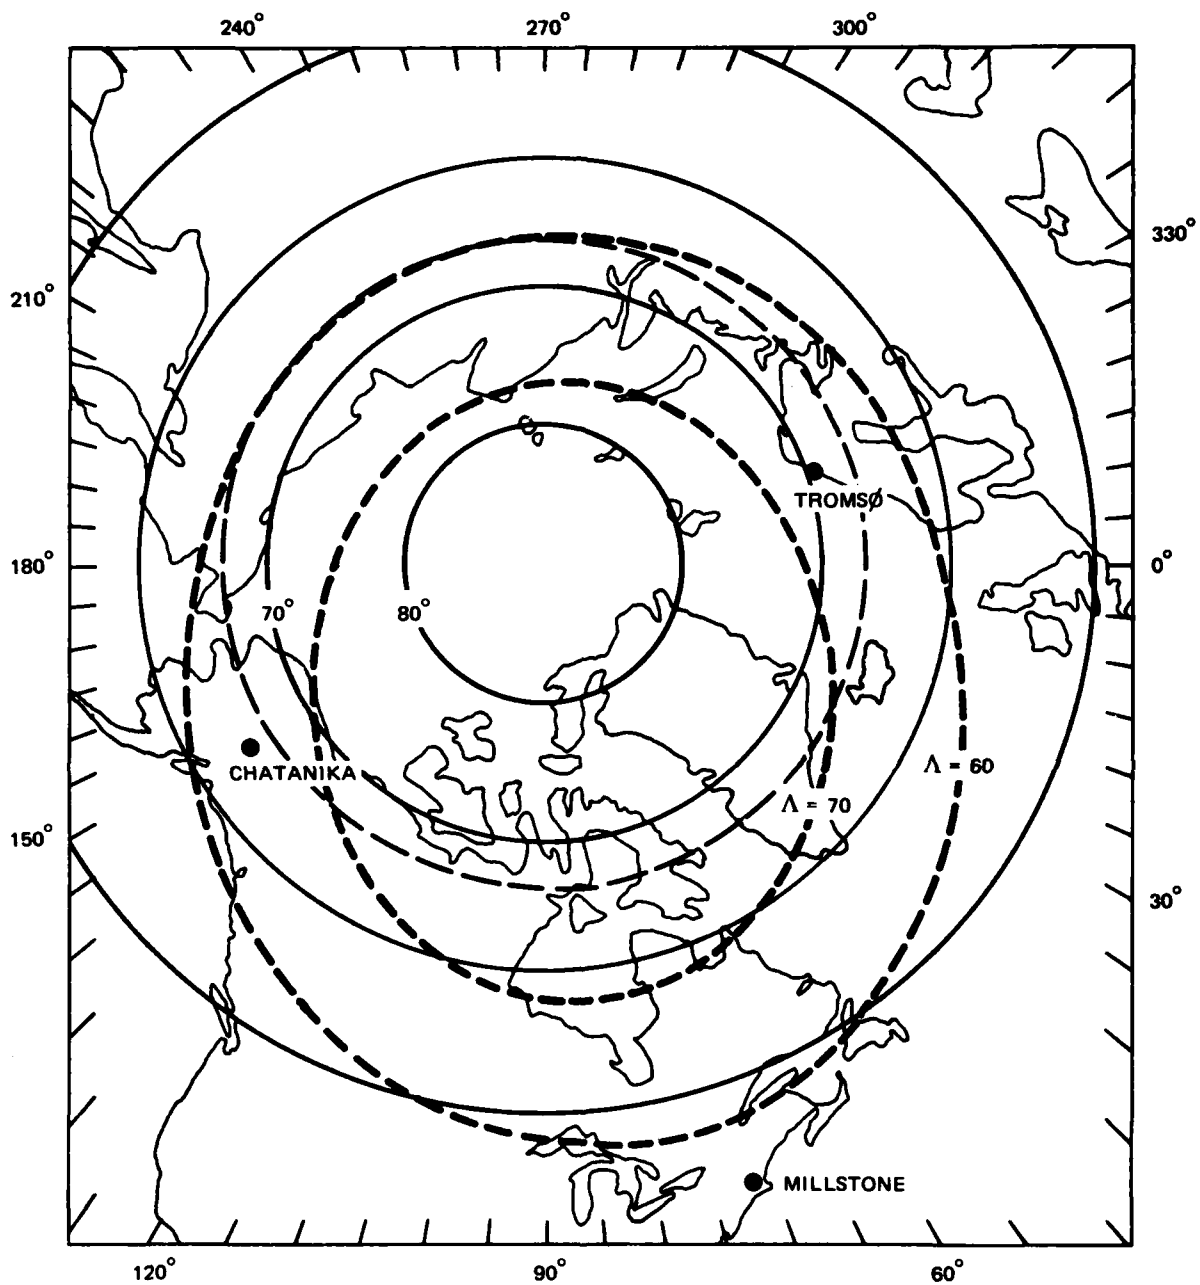 240° 270° 300°
330°
210°
TROMSØ
180° 0°
70° 80°
CHATANIKA
Λ = 60
Λ = 70
150°
30°
MILLSTONE
120° 90° 60°